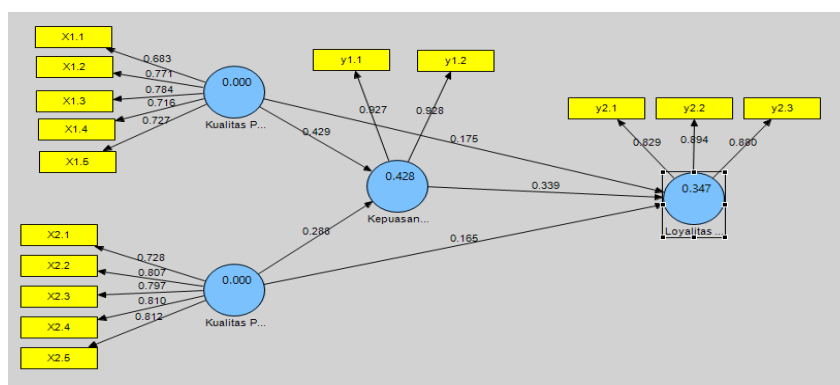 X1.1
X1.2
X1.3
X1.4
X1.5
0.683
0.771
0.784
0.716
0.727
0.000
Kualitas P...
y1.1
y1.2
0.927
0.928
0.429
0.175
0.428
Kepuasan...
0.339
y2.1
y2.2
y2.3
0.829
0.894
0.880
0.347
Loyalitas ...
0.288
0.165
X2.1
X2.2
X2.3
X2.4
X2.5
0.728
0.807
0.797
0.810
0.812
0.000
Kualitas P...